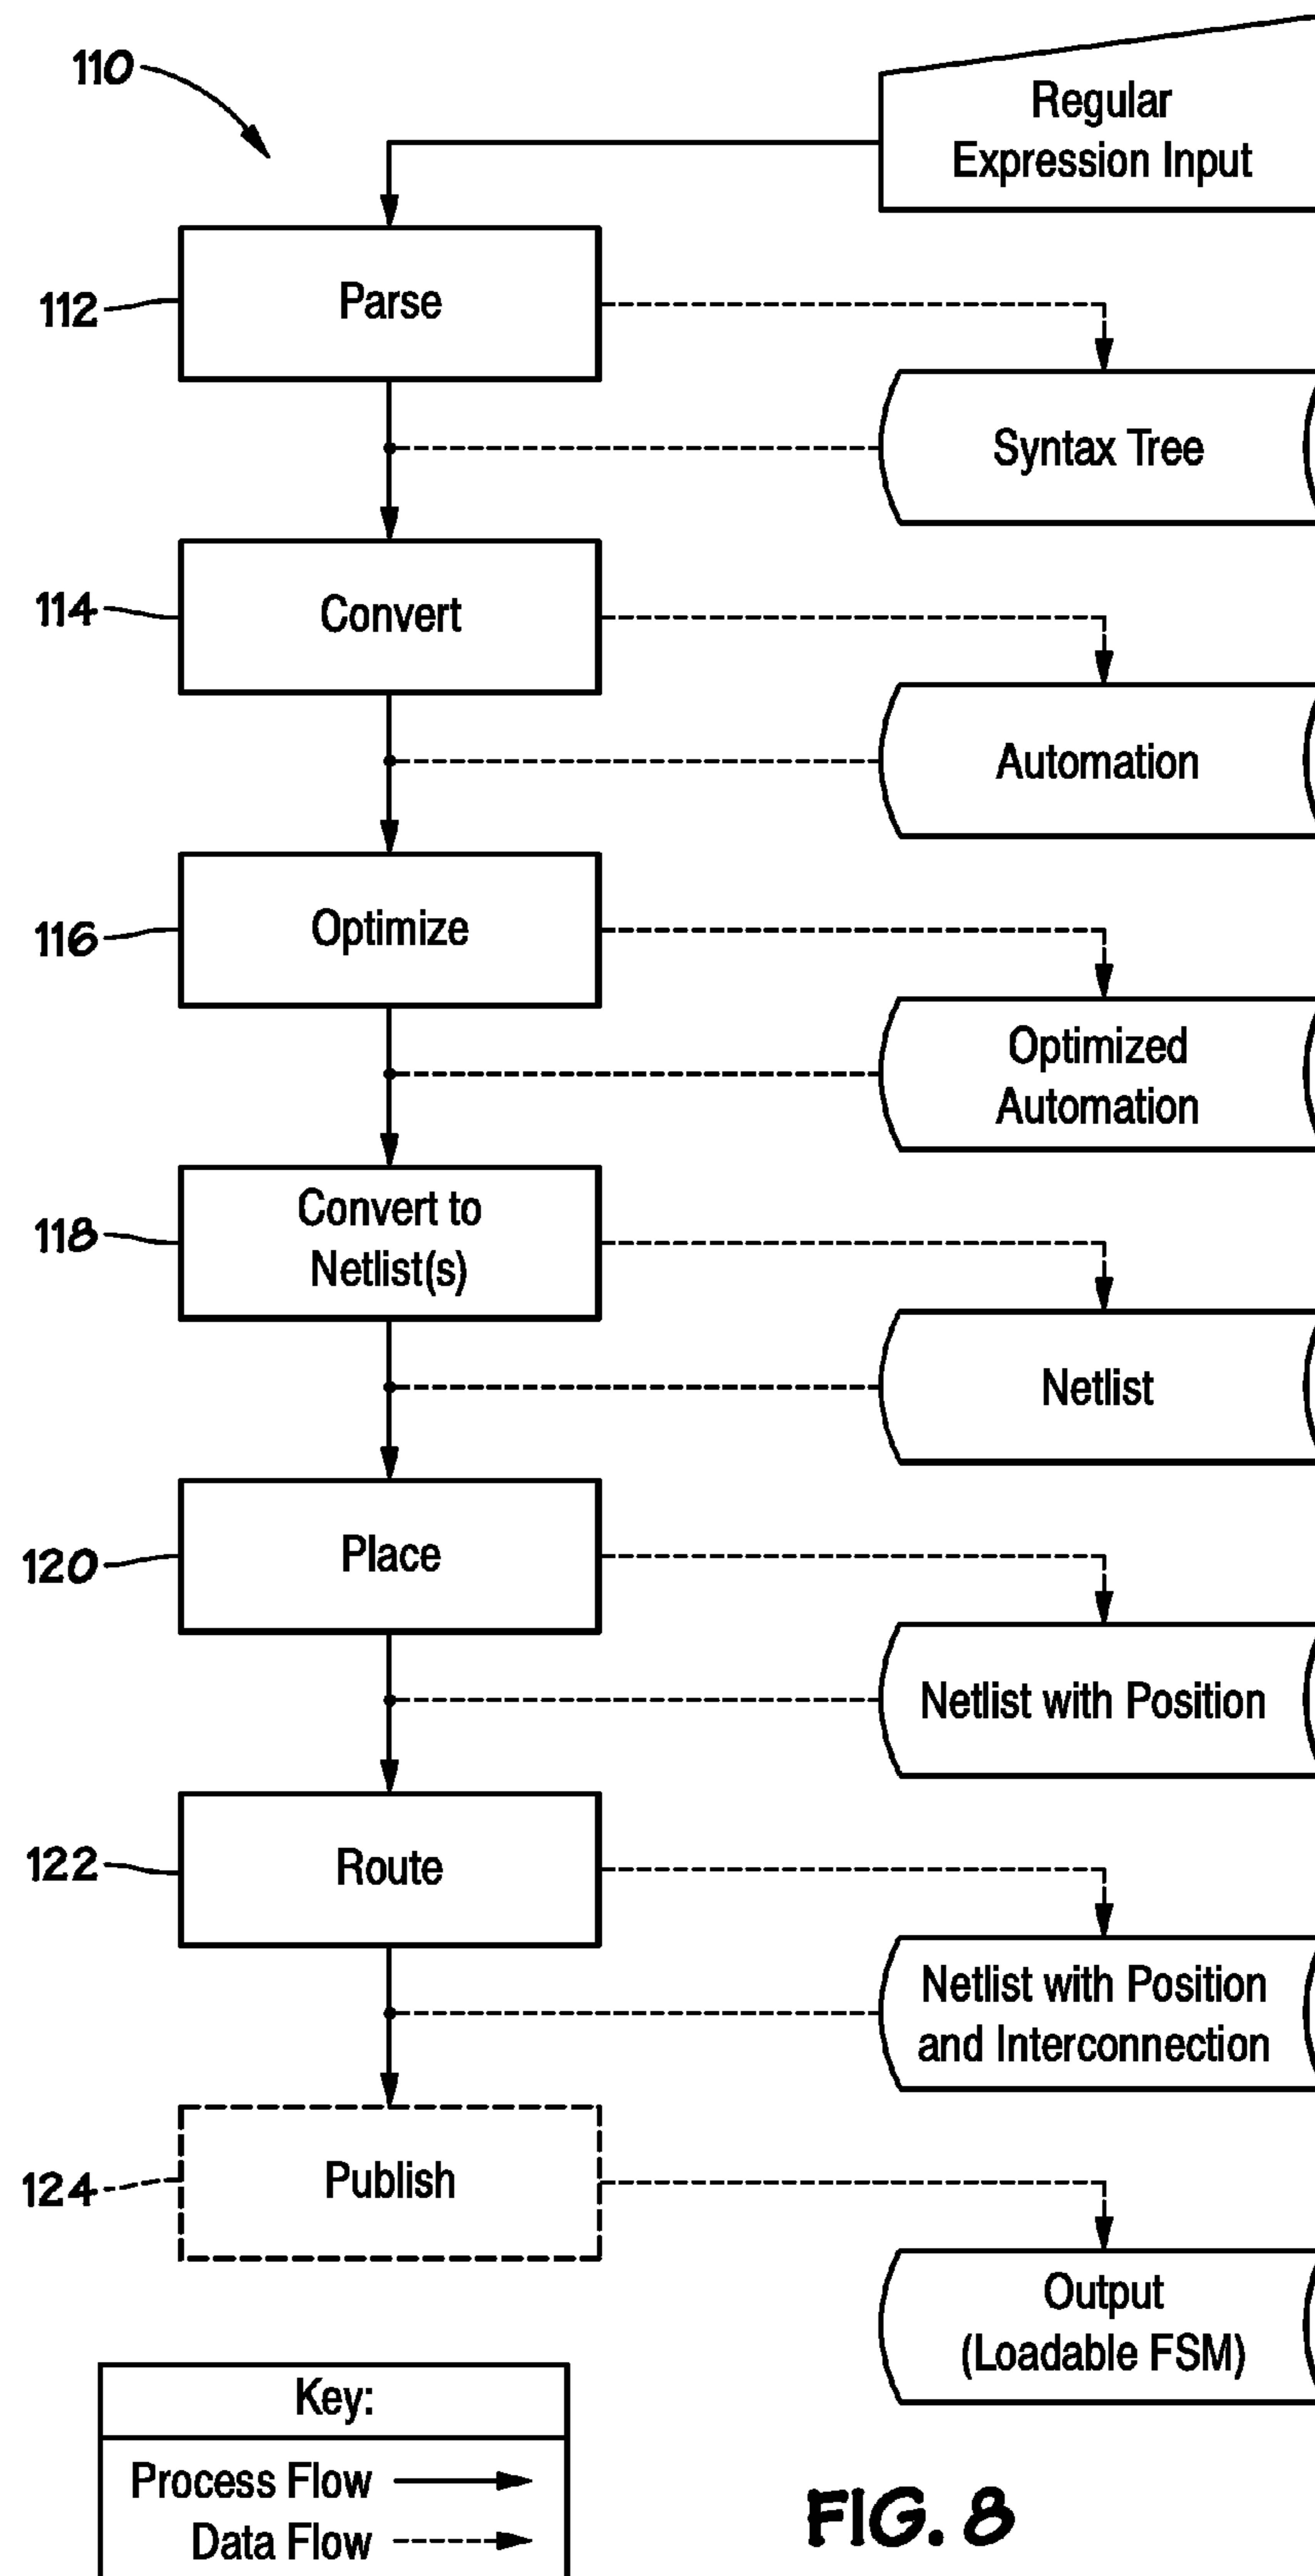 110
Regular
Expression Input
112
Parse
Syntax Tree
114
Convert
Automation
116
Optimize
Optimized
Automation
118
Convert to
Netlist(s)
Netlist
120
Place
Netlist with Position
122
Route
Netlist with Position
and Interconnection
124
Publish
Output
(Loadable FSM)
Key:
Process Flow
Data Flow
FIG. 8